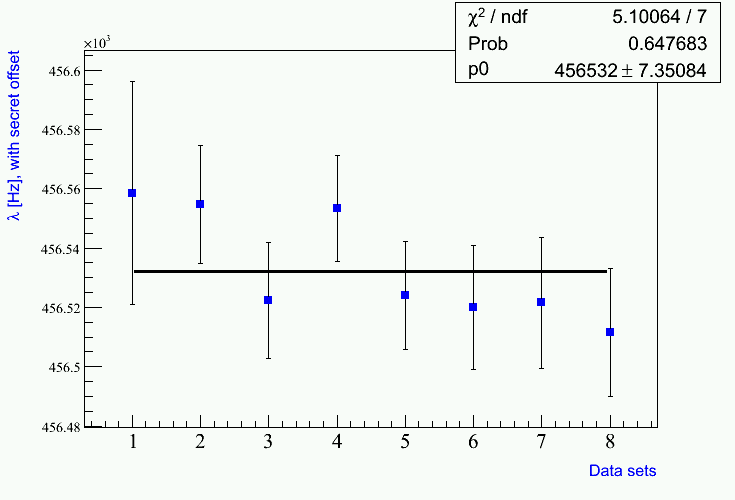 χ² / ndf 5.10064 / 7
Prob 0.647683
p0 456532 ± 7.35084
×10³
λ [Hz], with secret offset
456.6
456.58
456.56
456.54
456.52
456.5
456.48
1 2 3 4 5 6 7 8
Data sets